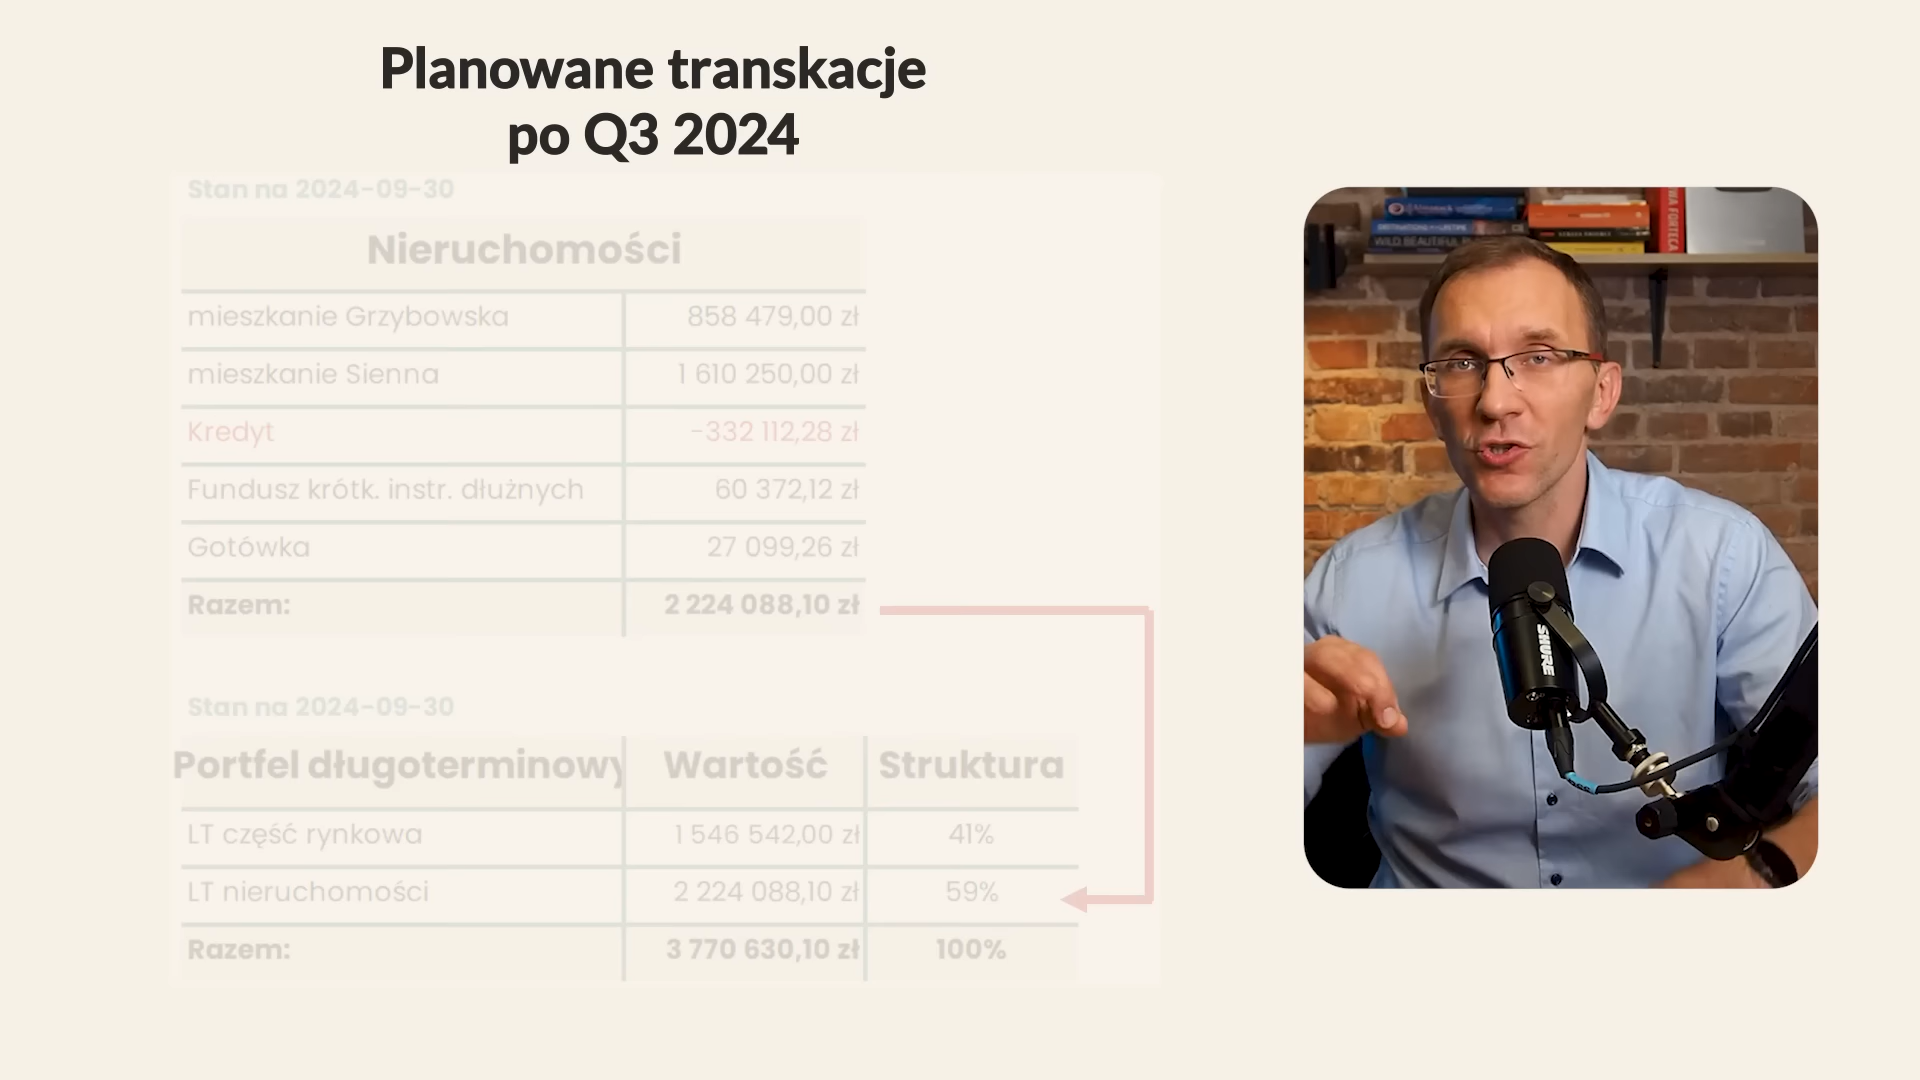 Planowane transkacje
po Q3 2024
Stan na 2024-09-30
Nieruchomości
mieszkanie Grzybowska 858 479,00 zł
mieszkanie Sienna 1 610 250,00 zł
Kredyt -332 112,28 zł
Fundusz krótk. instr. dłużnych 60 372,12 zł
Gotówka 27 099,26 zł
Razem: 2 224 088,10 zł
Stan na 2024-09-30
Portfel długoterminowy Wartość Struktura
LT część rynkowa 1 546 542,00 zł 41%
LT nieruchomości 2 224 088,10 zł 59%
Razem: 3 770 630,10 zł 100%
WILD, BEAUTIFUL
FORTECA
SHURE